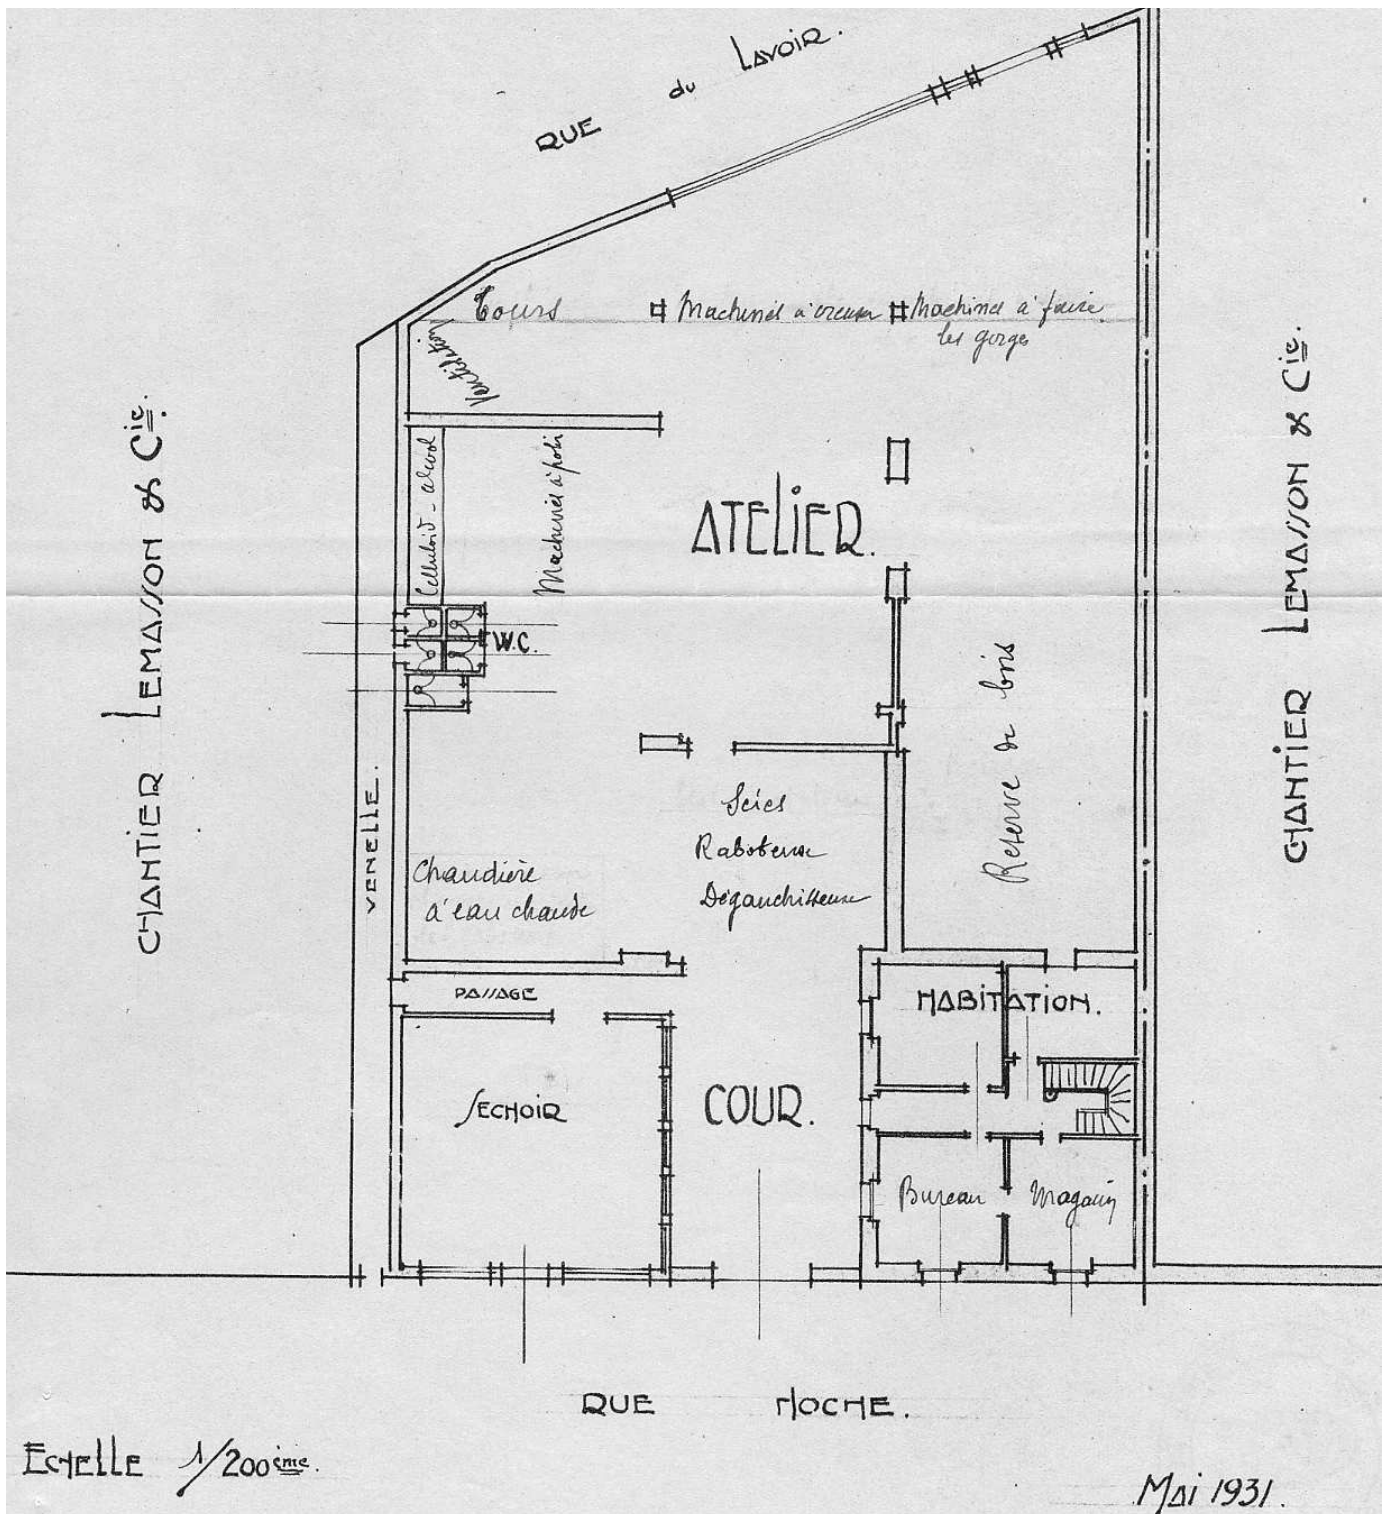 RUE du LAVOIR.
Tours
Machines à creuser
Machines à faire
les gorges
Ventilation
Celluloïd - alcool
Machines à polir
ATELIER.
W.C.
CHANTIER LEMASSON & Cie.
CHANTIER LEMASSON & Cie.
VENELLE.
Scies
Raboteuse
Dégauchisseuse
Reserve de bois
Chaudière
à eau chaude
PASSAGE
HABITATION.
SECHOIR
COUR.
Bureau
Magasin
RUE HOCHE.
ECHELLE 1/200ème.
MAI 1931.